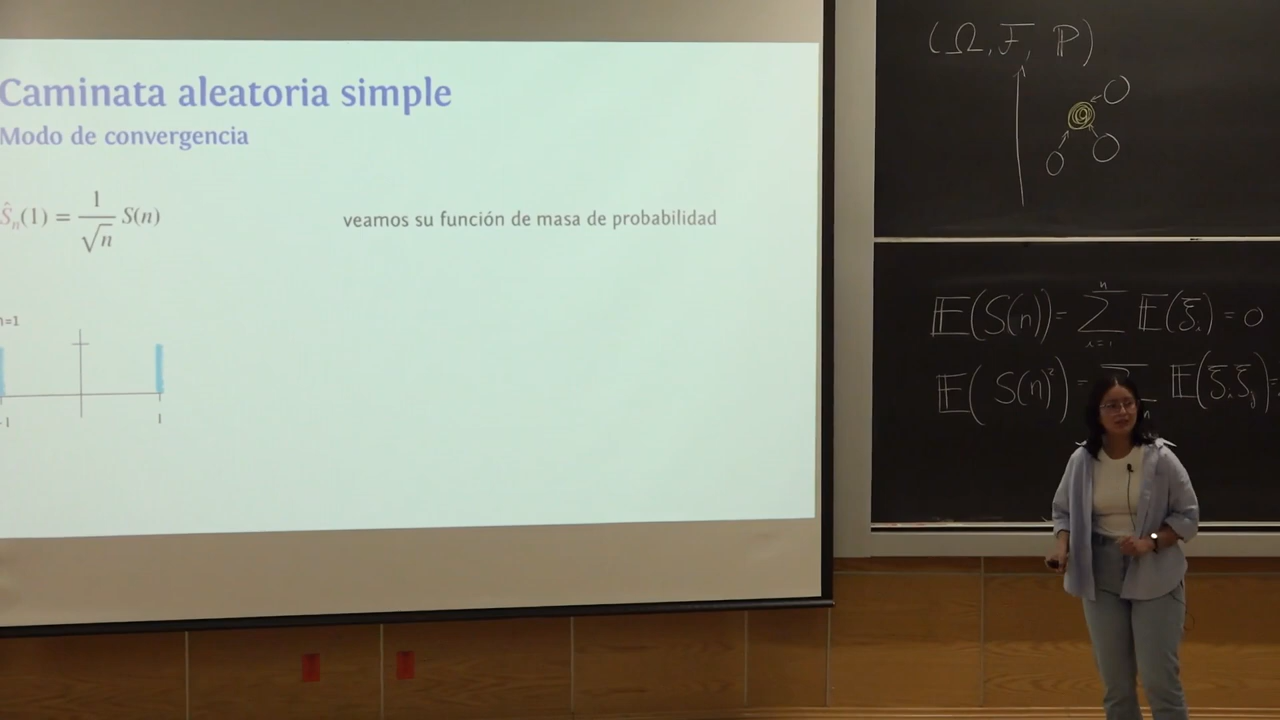 Caminata aleatoria simple
Modo de convergencia
Ŝₙ(1) = 1/√n S(n)
veamos su función de masa de probabilidad
n=1
-1 1
(Ω, F, ℙ)
𝔼(S(n)) = Σ 𝔼(ξᵢ) = 0
n
i=1
𝔼(S(n)²) = Σ 𝔼(ξᵢξⱼ) =
n